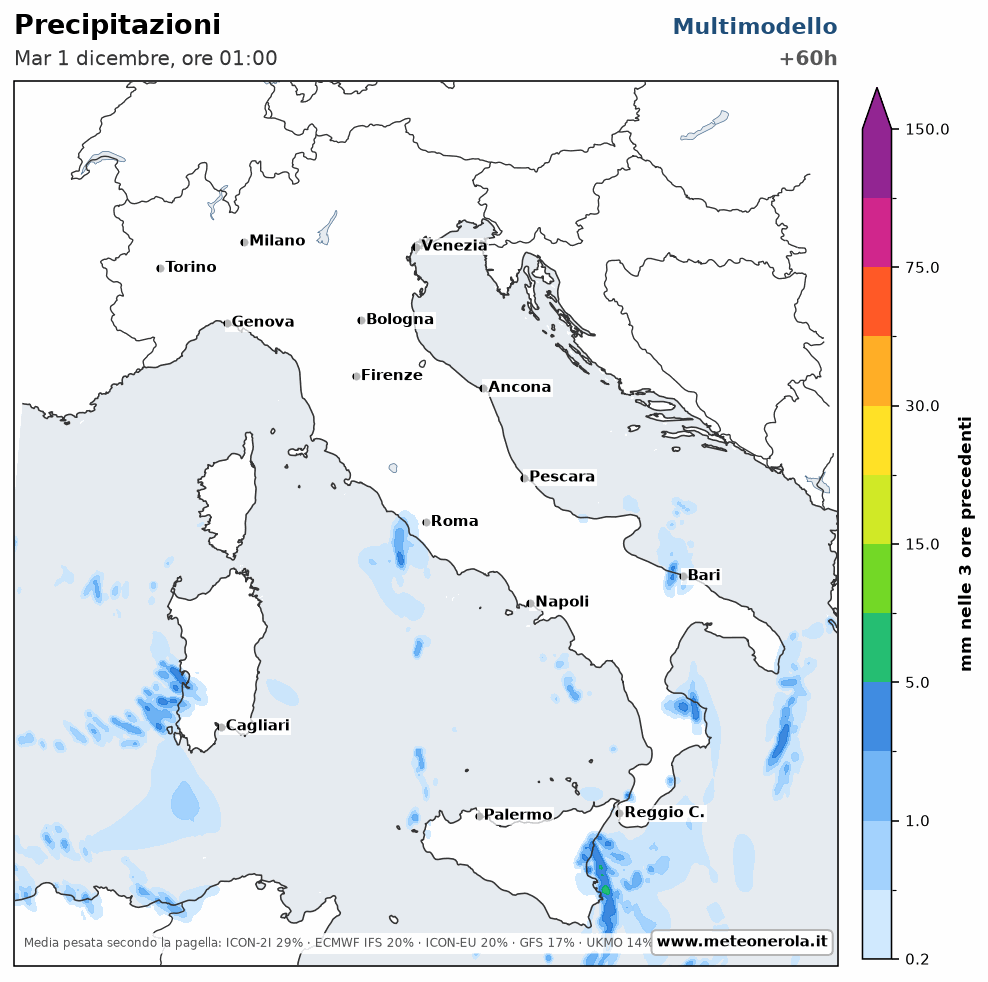 Precipitazioni
Multimodello
Mar 1 dicembre, ore 01:00
+60h
150.0
75.0
30.0
15.0
5.0
1.0
0.2
mm nelle 3 ore precedenti
Milano
Venezia
Torino
Genova
Bologna
Firenze
Ancona
Pescara
Roma
Bari
Napoli
Cagliari
Palermo
Reggio C.
Media pesata secondo la pagella: ICON-2I 29% · ECMWF IFS 20% · ICON-EU 20% · GFS 17% · UKMO 14%
www.meteonerola.it